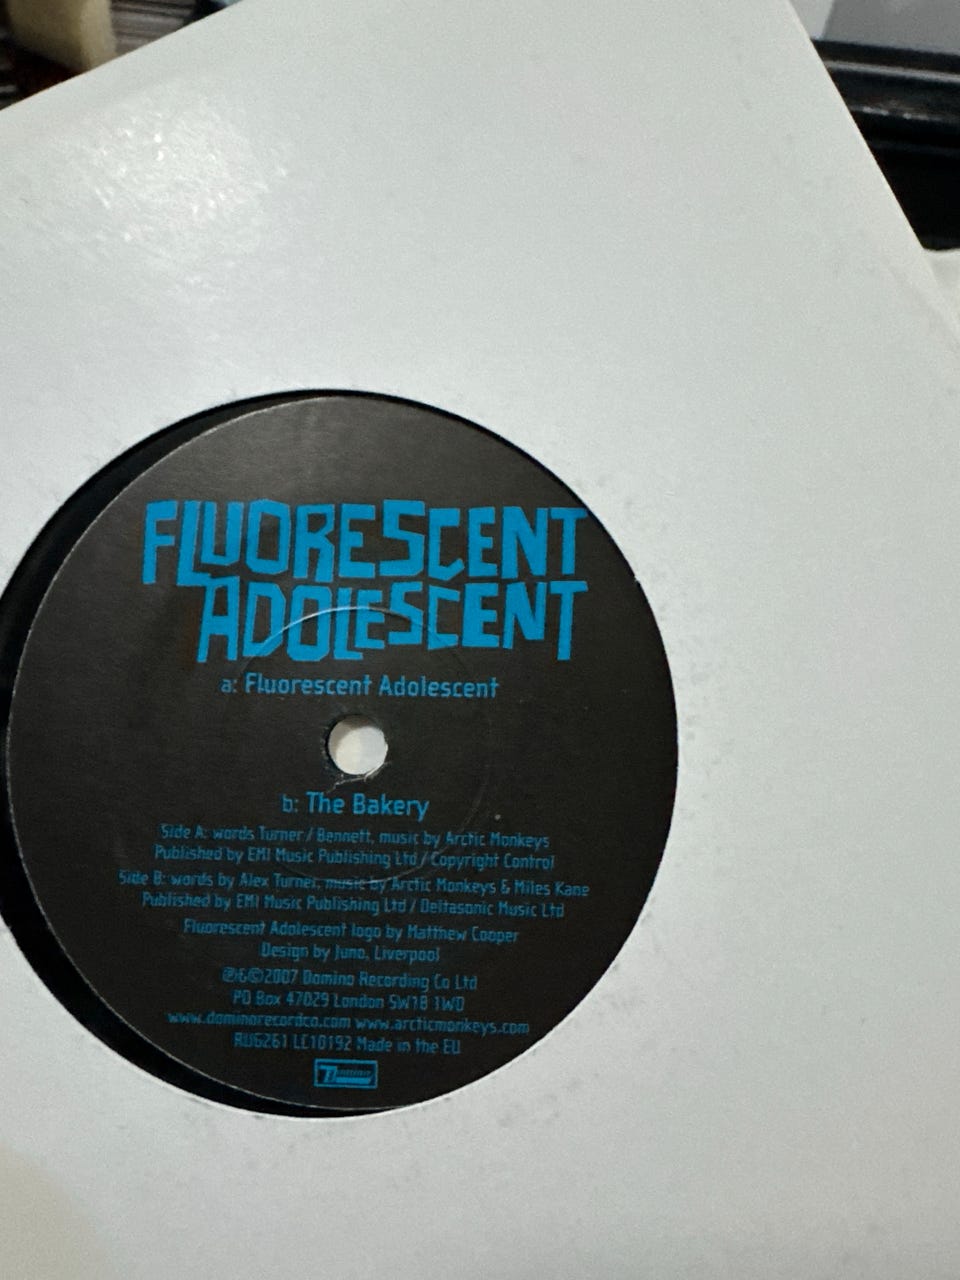 FLUORESCENT
ADOLESCENT
a: Fluorescent Adolescent
b: The Bakery
Side A: words Turner / Bennett, music by Arctic Monkeys
Published by EMI Music Publishing Ltd / Copyright Control
Side B: words by Alex Turner, music by Arctic Monkeys & Miles Kane
Published by EMI Music Publishing Ltd / Deltasonic Music Ltd
Fluorescent Adolescent logo by Matthew Cooper
Design by Juno, Liverpool
℗&©2007 Domino Recording Co Ltd
PO Box 47029 London SW18 1WD
www.dominorecordco.com www.arcticmonkeys.com
RUG261 LC10192 Made in the EU
Domino